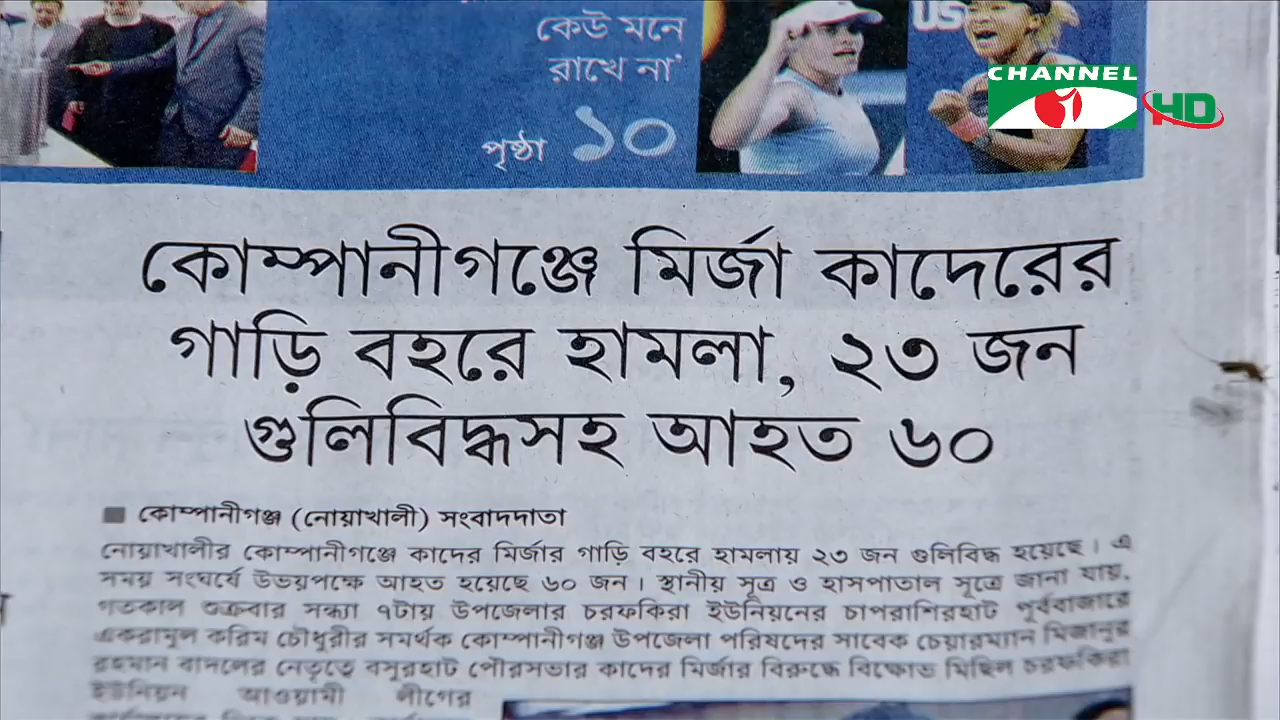 কেউ মনে
রাখে না'
পৃষ্ঠা ১০
US
CHANNEL
i HD
কোম্পানীগঞ্জে মির্জা কাদেরের
গাড়ি বহরে হামলা, ২৩ জন
গুলিবিদ্ধসহ আহত ৬০
কোম্পানীগঞ্জ (নোয়াখালী) সংবাদদাতা
নোয়াখালীর কোম্পানীগঞ্জে কাদের মির্জার গাড়ি বহরে হামলায় ২৩ জন গুলিবিদ্ধ হয়েছে। এ
সময় সংঘর্ষে উভয়পক্ষে আহত হয়েছে ৬০ জন। স্থানীয় সূত্র ও হাসপাতাল সূত্রে জানা যায়,
গতকাল শুক্রবার সন্ধ্যা ৭টায় উপজেলার চরফকিরা ইউনিয়নের চাপরাশিরহাট পূর্ববাজারে
একরামুল করিম চৌধুরীর সমর্থক কোম্পানীগঞ্জ উপজেলা পরিষদের সাবেক চেয়ারম্যান মিজানুর
রহমান বাদলের নেতৃত্বে বসুরহাট পৌরসভার কাদের মির্জার বিরুদ্ধে বিক্ষোভ মিছিল চরফকিরা
ইউনিয়ন আওয়ামী লীগের